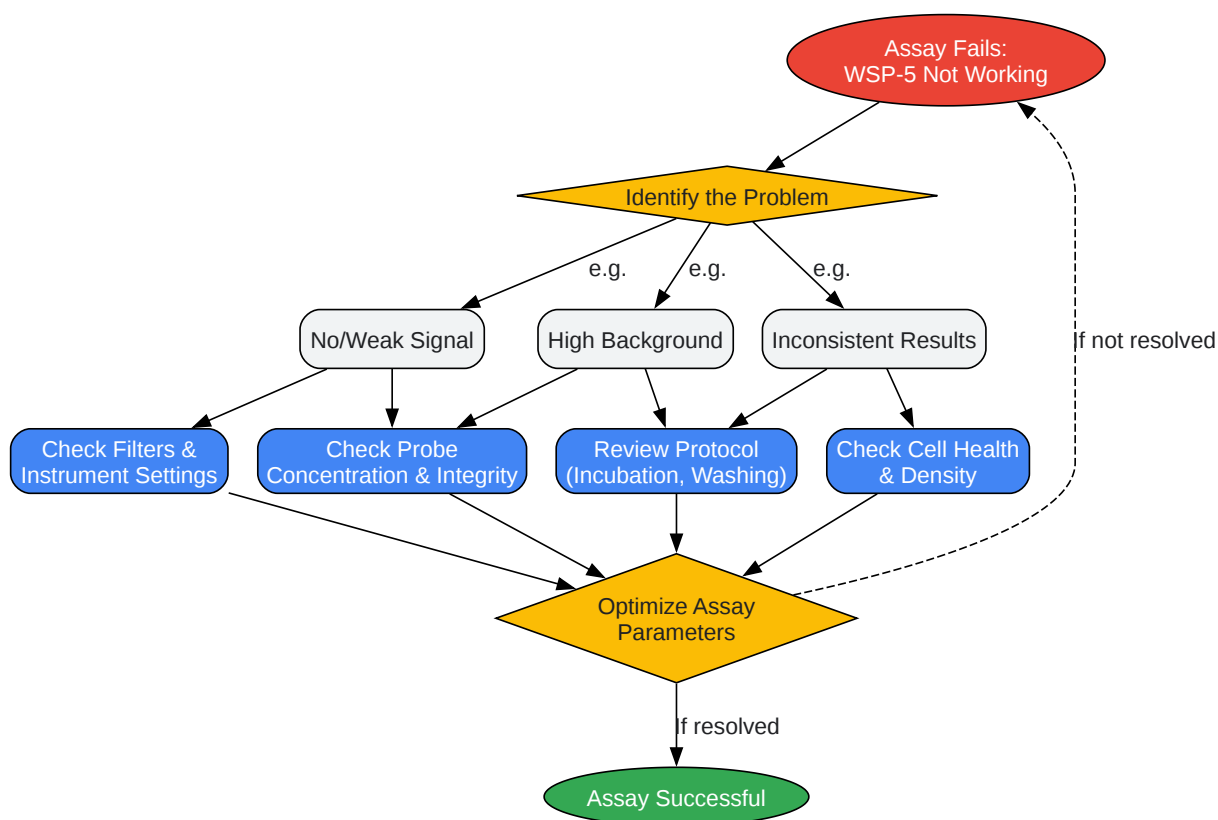 Assay Fails:
WSP-5 Not Working
Identify the Problem
e.g.
e.g.
e.g.
No/Weak Signal
High Background
Inconsistent Results
If not resolved
Check Filters &
Instrument Settings
Check Probe
Concentration & Integrity
Review Protocol
(Incubation, Washing)
Check Cell Health
& Density
Optimize Assay
Parameters
If resolved
Assay Successful